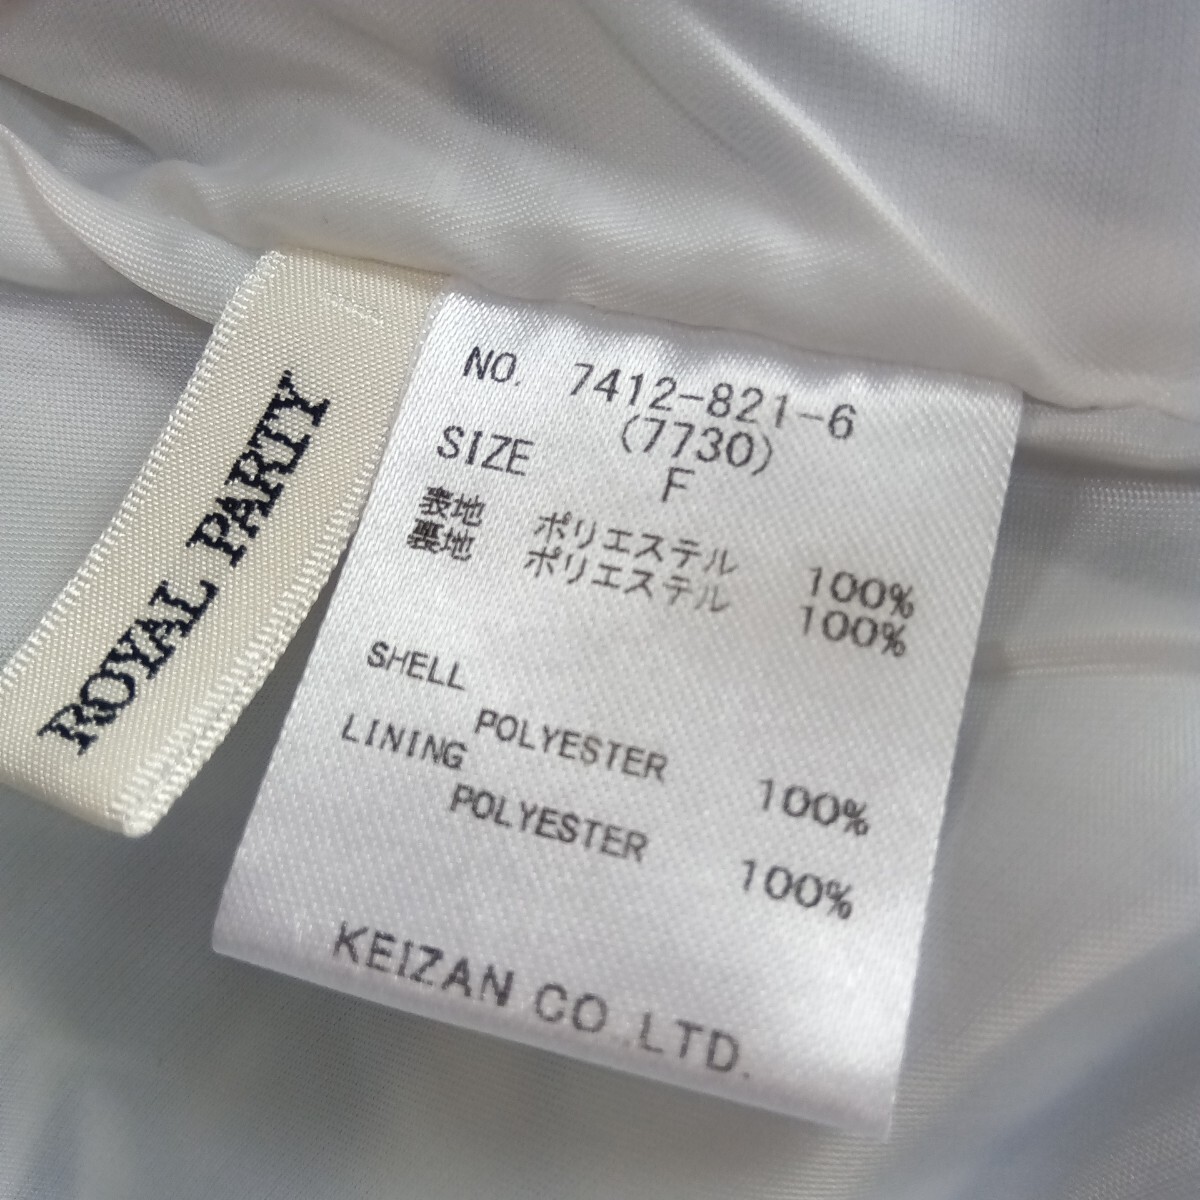 ROYAL PARTY
NO. 7412-821-6
(7730)
SIZE F
表地 ポリエステル 100%
裏地 ポリエステル 100%
SHELL
POLYESTER 100%
LINING
POLYESTER 100%
KEIZAN CO.,LTD.